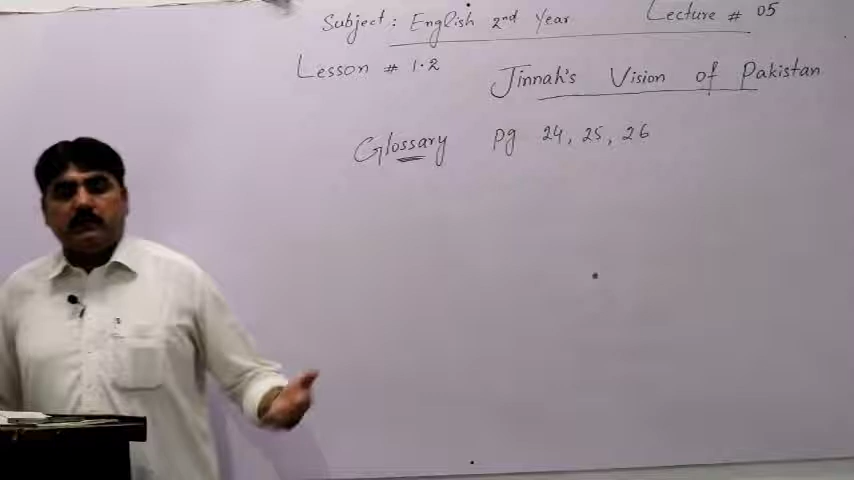 Subject: English 2nd Year Lecture # 05
Lesson # 1.2
Jinnah's Vision of Pakistan
Glossary pg 24, 25, 26